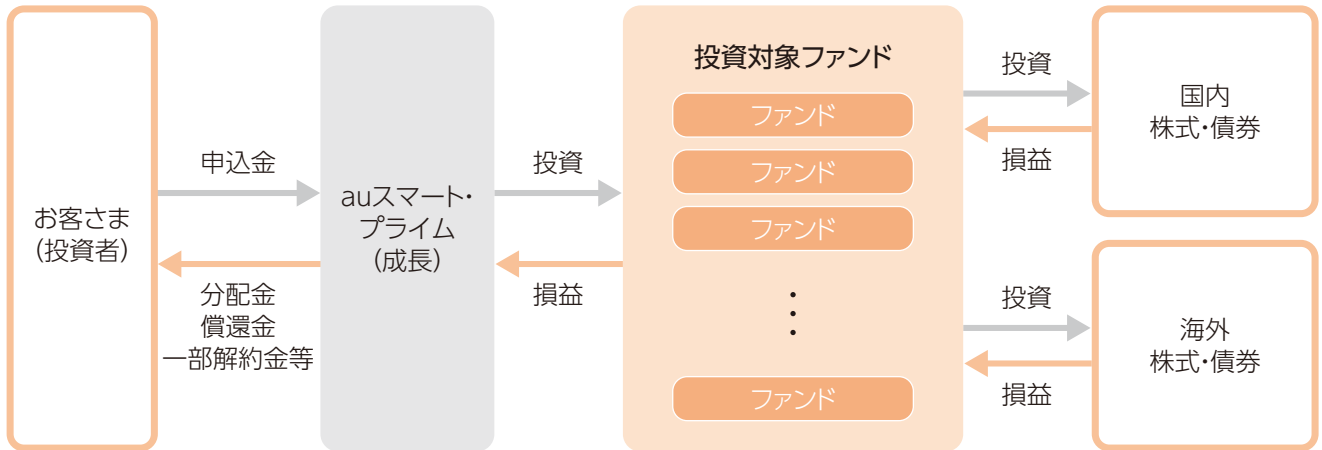 お客さま
(投資者)
申込金
分配金
償還金
一部解約金等
auスマート・
プライム
(成長)
投資
損益
投資対象ファンド
ファンド
ファンド
ファンド
ファンド
投資
損益
国内
株式・債券
投資
損益
海外
株式・債券